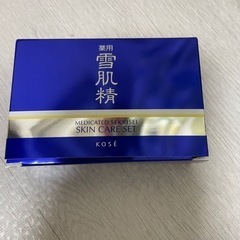 薬用
雪肌精
MEDICATED SEKKISEI
SKIN CARE SET
KOSÉ